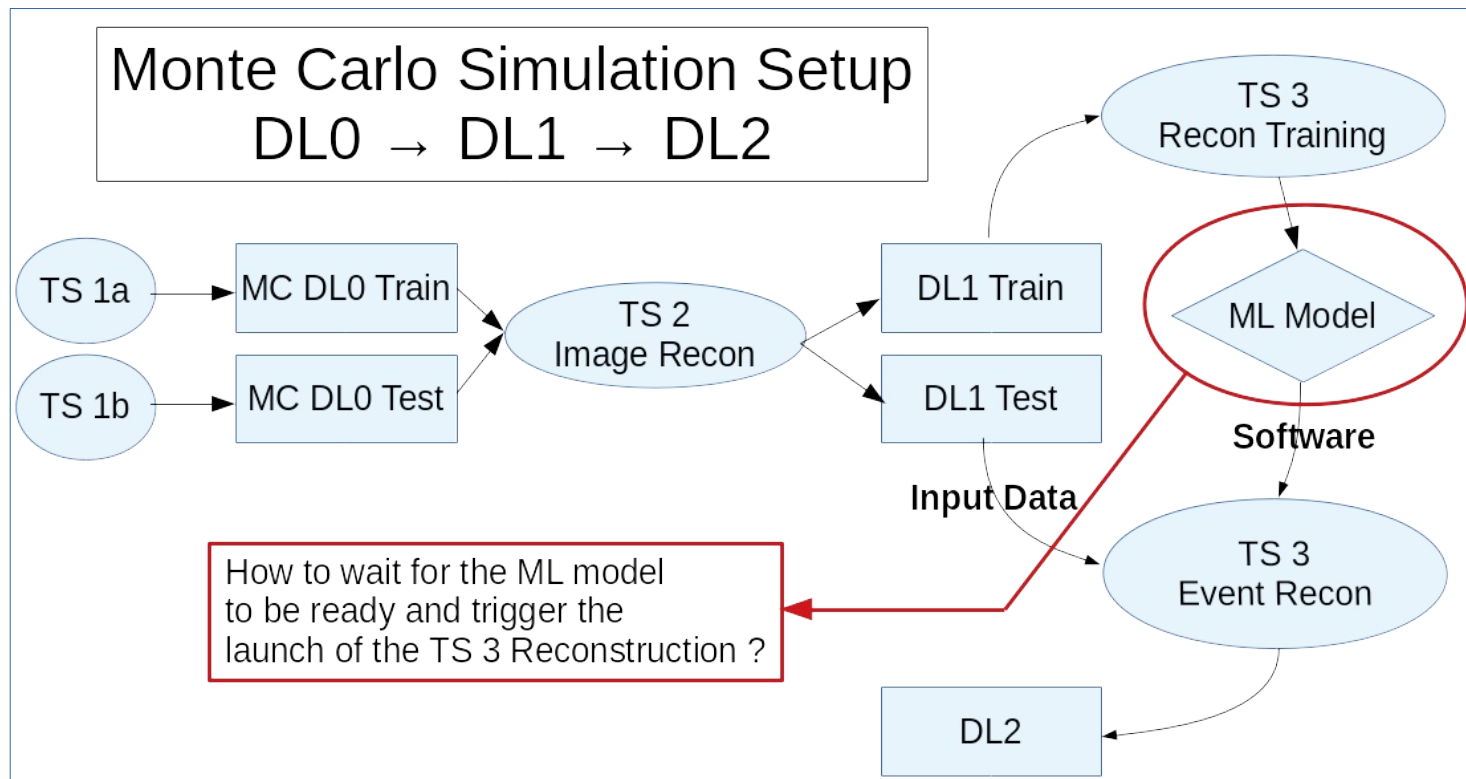 Monte Carlo Simulation Setup
DL0 → DL1 → DL2
TS 3
Recon Training
TS 1a
MC DL0 Train
TS 2
Image Recon
DL1 Train
ML Model
TS 1b
MC DL0 Test
DL1 Test
Software
Input Data
How to wait for the ML model
to be ready and trigger the
launch of the TS 3 Reconstruction ?
TS 3
Event Recon
DL2